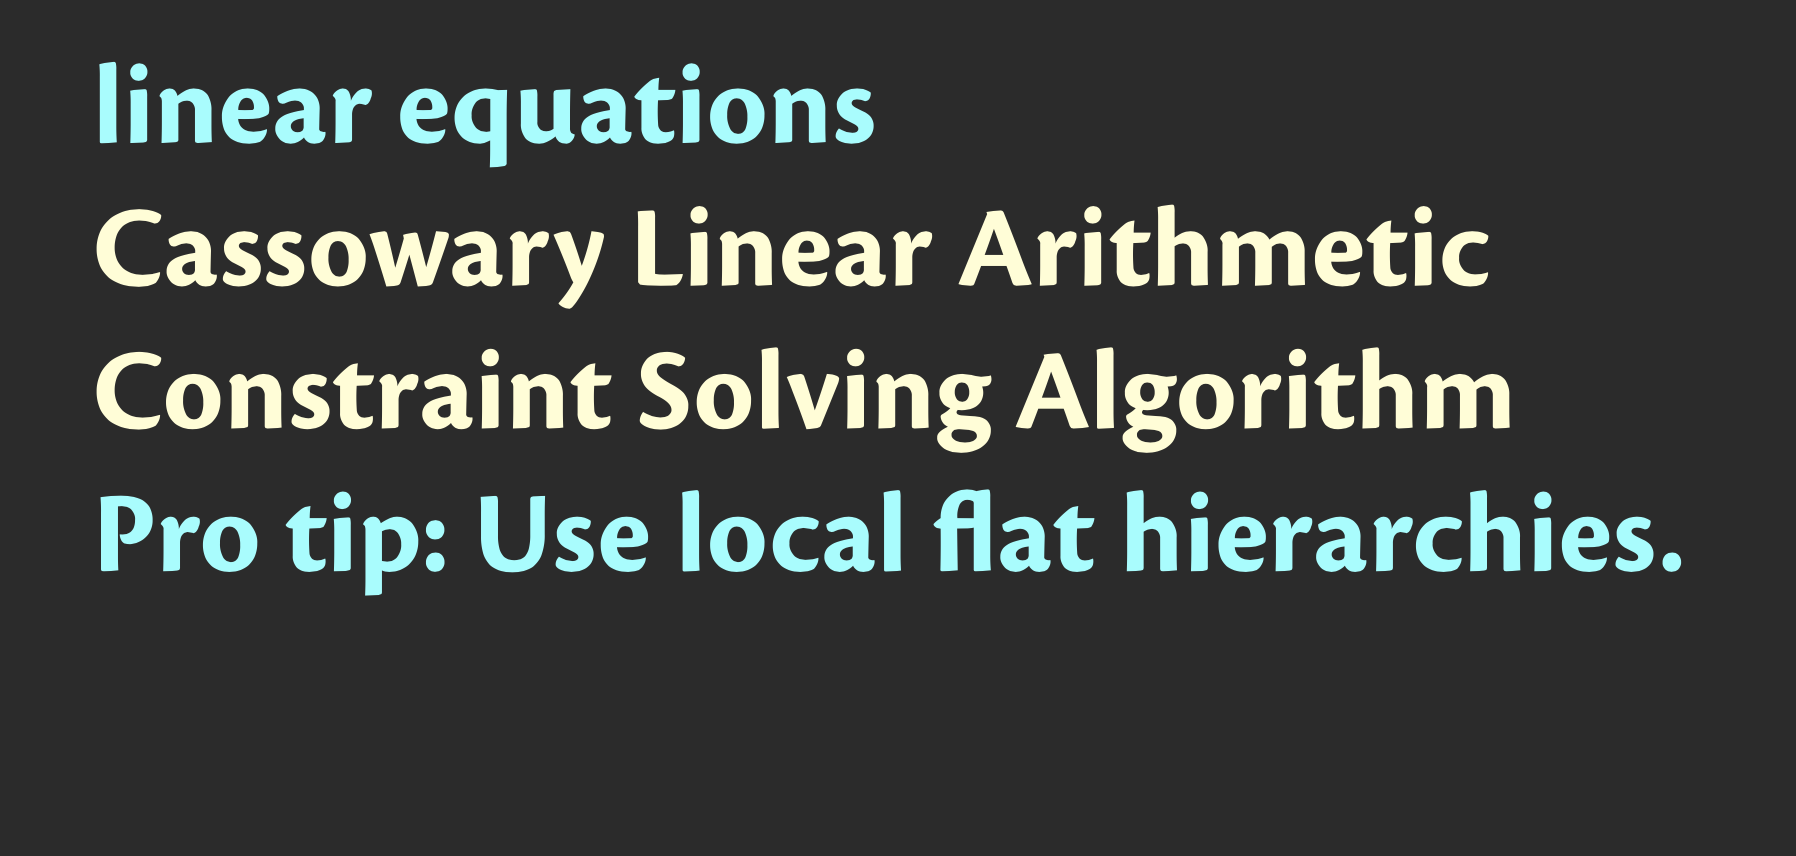 linear equations
Cassowary Linear Arithmetic
Constraint Solving Algorithm
Pro tip: Use local flat hierarchies.